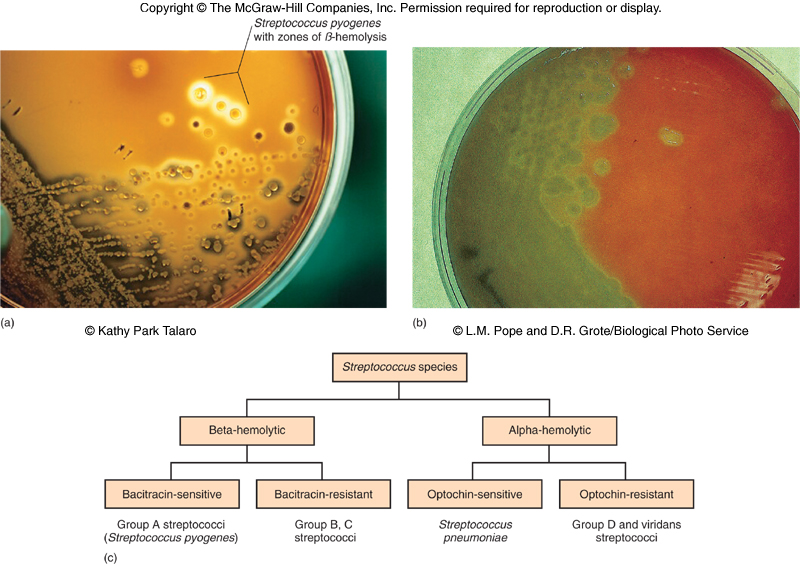 Copyright © The McGraw-Hill Companies, Inc. Permission required for reproduction or display.
Streptococcus pyogenes
with zones of ß-hemolysis
(a)
© Kathy Park Talaro
(b)
© L.M. Pope and D.R. Grote/Biological Photo Service
Streptococcus species
Beta-hemolytic
Alpha-hemolytic
Bacitracin-sensitive
Bacitracin-resistant
Optochin-sensitive
Optochin-resistant
Group A streptococci
(Streptococcus pyogenes)
Group B, C
streptococci
Streptococcus
pneumoniae
Group D and viridans
streptococci
(c)